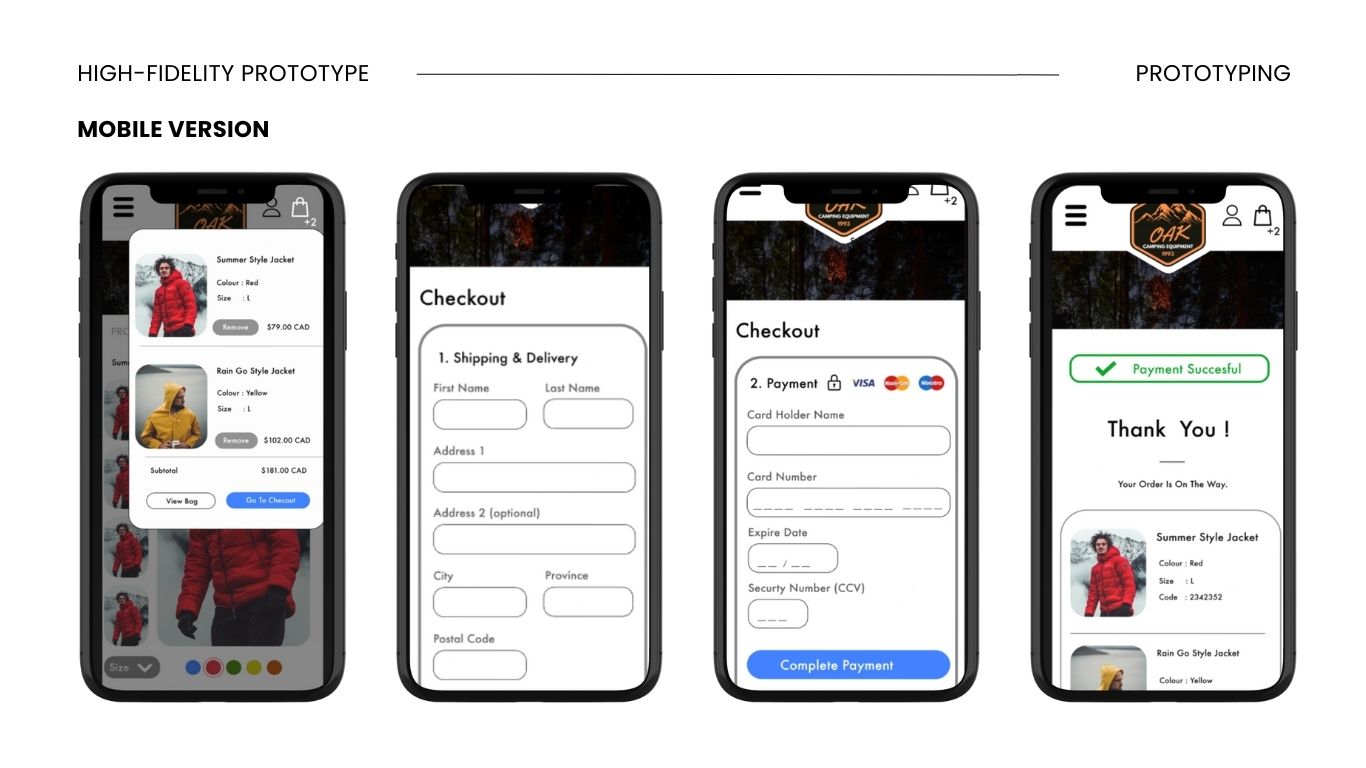 HIGH-FIDELITY PROTOTYPE
PROTOTYPING
MOBILE VERSION
+2
OAK
PRO
Sum
Summer Style Jacket
Colour : Red
Size : L
Remove $79.00 CAD
Rain Go Style Jacket
Colour : Yellow
Size : L
Remove $102.00 CAD
Subtotal $181.00 CAD
View Bag Go To Checout
Size
Checkout
1. Shipping & Delivery
First Name Last Name
Address 1
Address 2 (optional)
City Province
Postal Code
+2
OAK
CAMPING EQUIPMENT
1993
Checkout
2. Payment VISA MasterCard Maestro
Card Holder Name
Card Number
____ ____ ____ ____
Expire Date
__ / __
Securty Number (CCV)
___
Complete Payment
+2
OAK
CAMPING EQUIPMENT
1993
Payment Succesful
Thank You !
Your Order Is On The Way.
Summer Style Jacket
Colour : Red
Size : L
Code : 2342352
Rain Go Style Jacket
Colour : Yellow